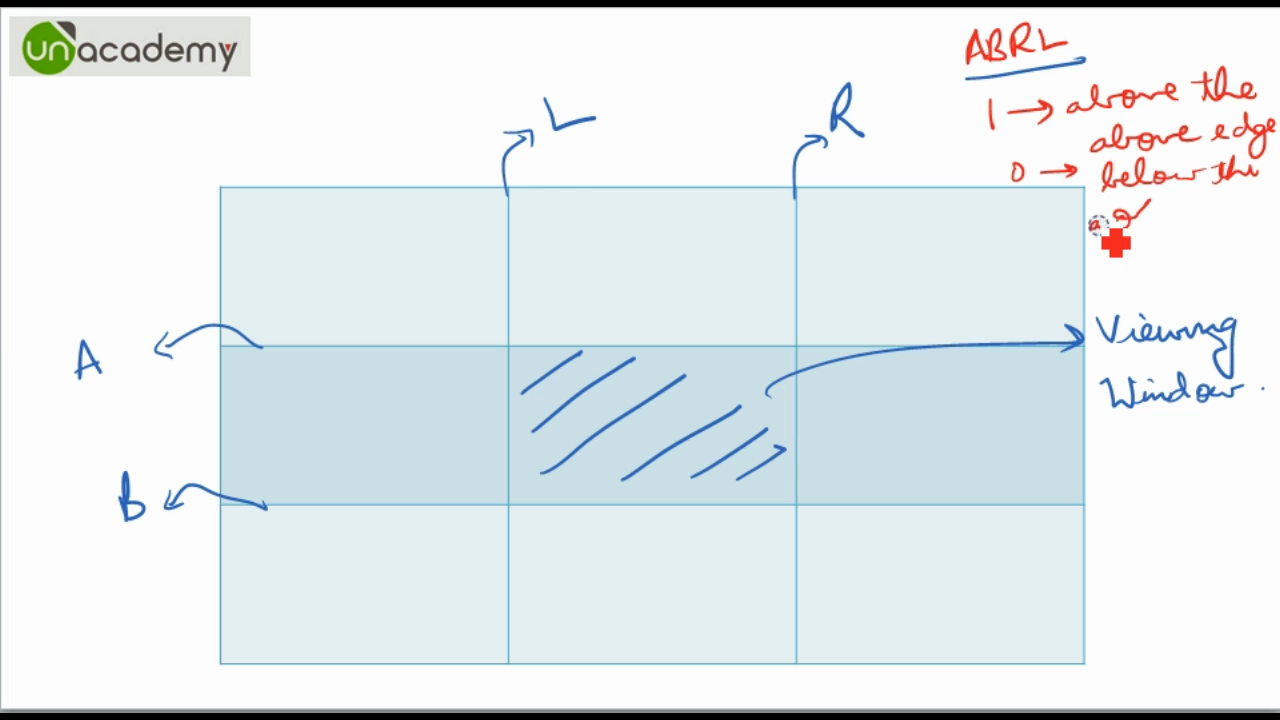 unacademy
ABRL
1 → above the
above edge
0 → below the
a
L
R
A
B
Viewing
Window.